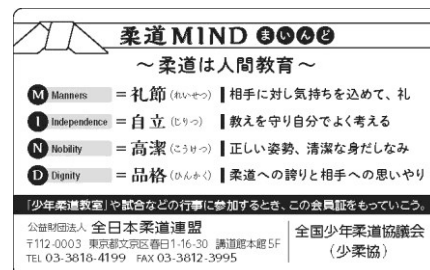 柔道MIND まいんど
〜柔道は人間教育〜
M Manners = 礼節 (れいせつ) 相手に対し気持ちを込めて、礼
I Independence = 自立 (じりつ) 教えを守り自分でよく考える
N Nobility = 高潔 (こうけつ) 正しい姿勢、清潔な身だしなみ
D Dignity = 品格 (ひんかく) 柔道への誇りと相手への思いやり
「少年柔道教室」や試合などの行事に参加するとき、この会員証をもっていこう。
公益財団法人 全日本柔道連盟
〒112-0003 東京都文京区春日1-16-30 講道館本館5F
TEL 03-3818-4199 FAX 03-3812-3995
全国少年柔道協議会
(少柔協)